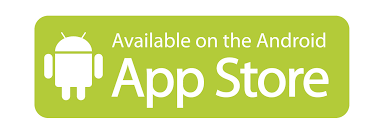 Available on the Android
App Store